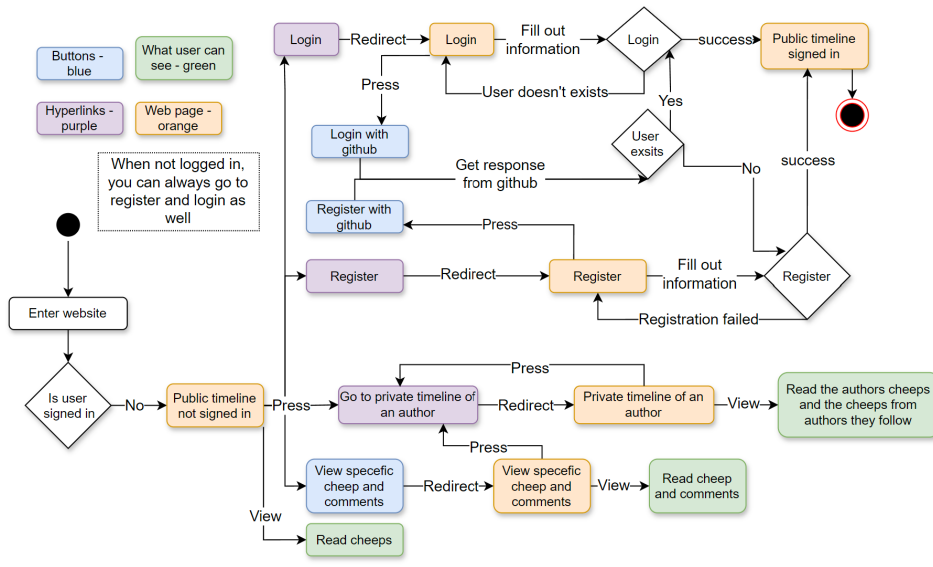 Buttons -
blue
What user can
see - green
Hyperlinks -
purple
Web page -
orange
When not logged in,
you can always go to
register and login as
well
Login
Redirect
Login
Fill out
information
Login
success
Public timeline
signed in
Press
User doesn't exists
Yes
Login with
github
User
exsits
Get response
from github
No
success
Register with
github
Press
Register
Redirect
Register
Fill out
information
Register
Registration failed
Enter website
Is user
signed in
No
Public timeline
not signed in
Press
Go to private timeline of
an author
Press
Redirect
Private timeline of an
author
View
Read the authors cheeps
and the cheeps from
authors they follow
Press
View specefic
cheep and
comments
Redirect
View specefic
cheep and
comments
View
Read cheep
and comments
View
Read cheeps